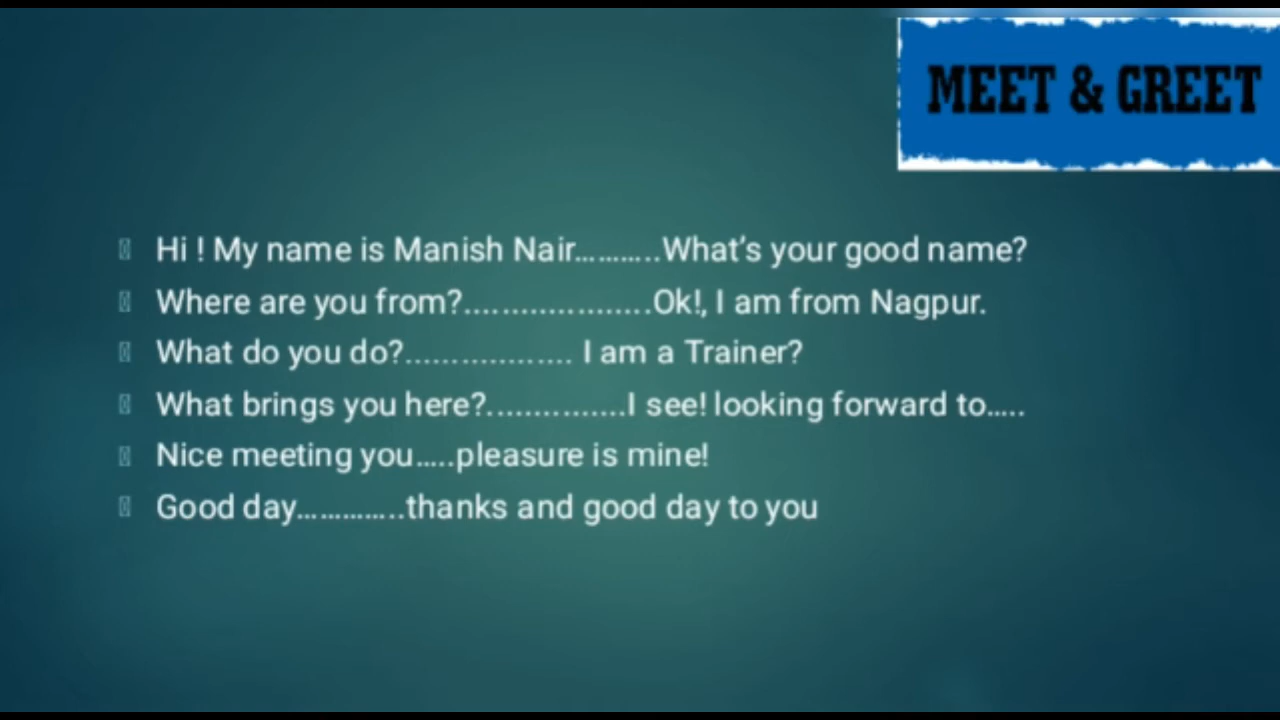 MEET & GREET
Hi ! My name is Manish Nair………..What’s your good name?
Where are you from?....................Ok!, I am from Nagpur.
What do you do?.................. I am a Trainer?
What brings you here?...............I see! looking forward to.....
Nice meeting you…..pleasure is mine!
Good day…………..thanks and good day to you